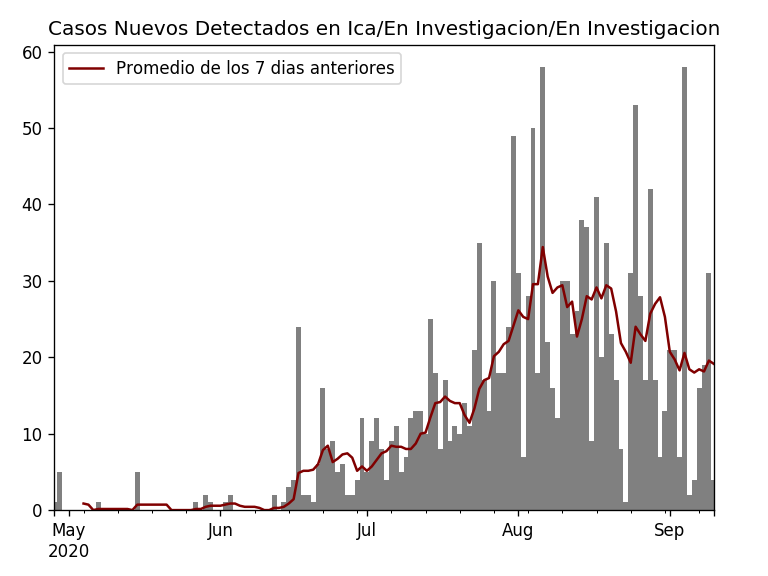 Casos Nuevos Detectados en Ica/En Investigacion/En Investigacion
Promedio de los 7 dias anteriores
60
50
40
30
20
10
0
May Jun Jul Aug Sep
2020